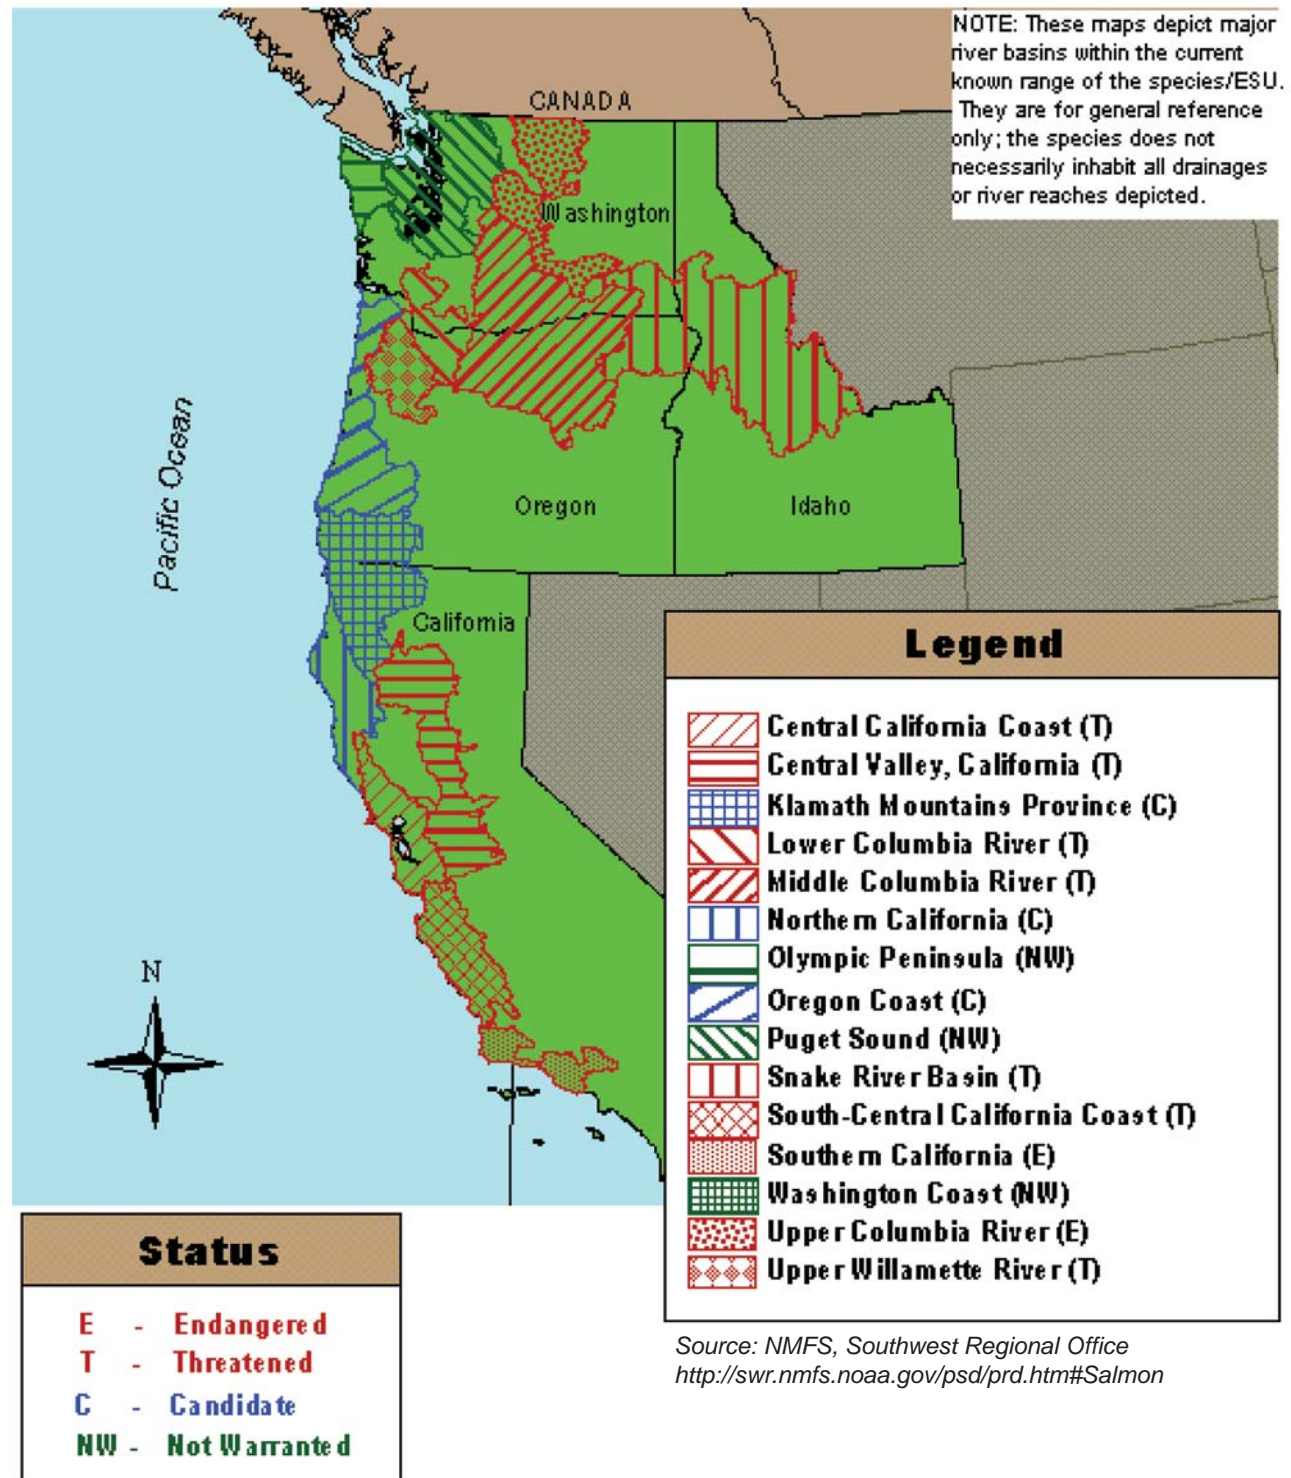 NOTE: These maps depict major
river basins within the current
known range of the species/ESU.
They are for general reference
only; the species does not
necessarily inhabit all drainages
or river reaches depicted.
CANADA
Washington
Pacific Ocean
Oregon
Idaho
California
N
Legend
Central California Coast (T)
Central Valley, California (T)
Klamath Mountains Province (C)
Lower Columbia River (T)
Middle Columbia River (T)
Northern California (C)
Olympic Peninsula (NW)
Oregon Coast (C)
Puget Sound (NW)
Snake River Basin (T)
South-Central California Coast (T)
Southern California (E)
Washington Coast (NW)
Upper Columbia River (E)
Upper Willamette River (T)
Status
E - Endangered
T - Threatened
C - Candidate
NW - Not Warranted
Source: NMFS, Southwest Regional Office
http://swr.nmfs.noaa.gov/psd/prd.htm#Salmon